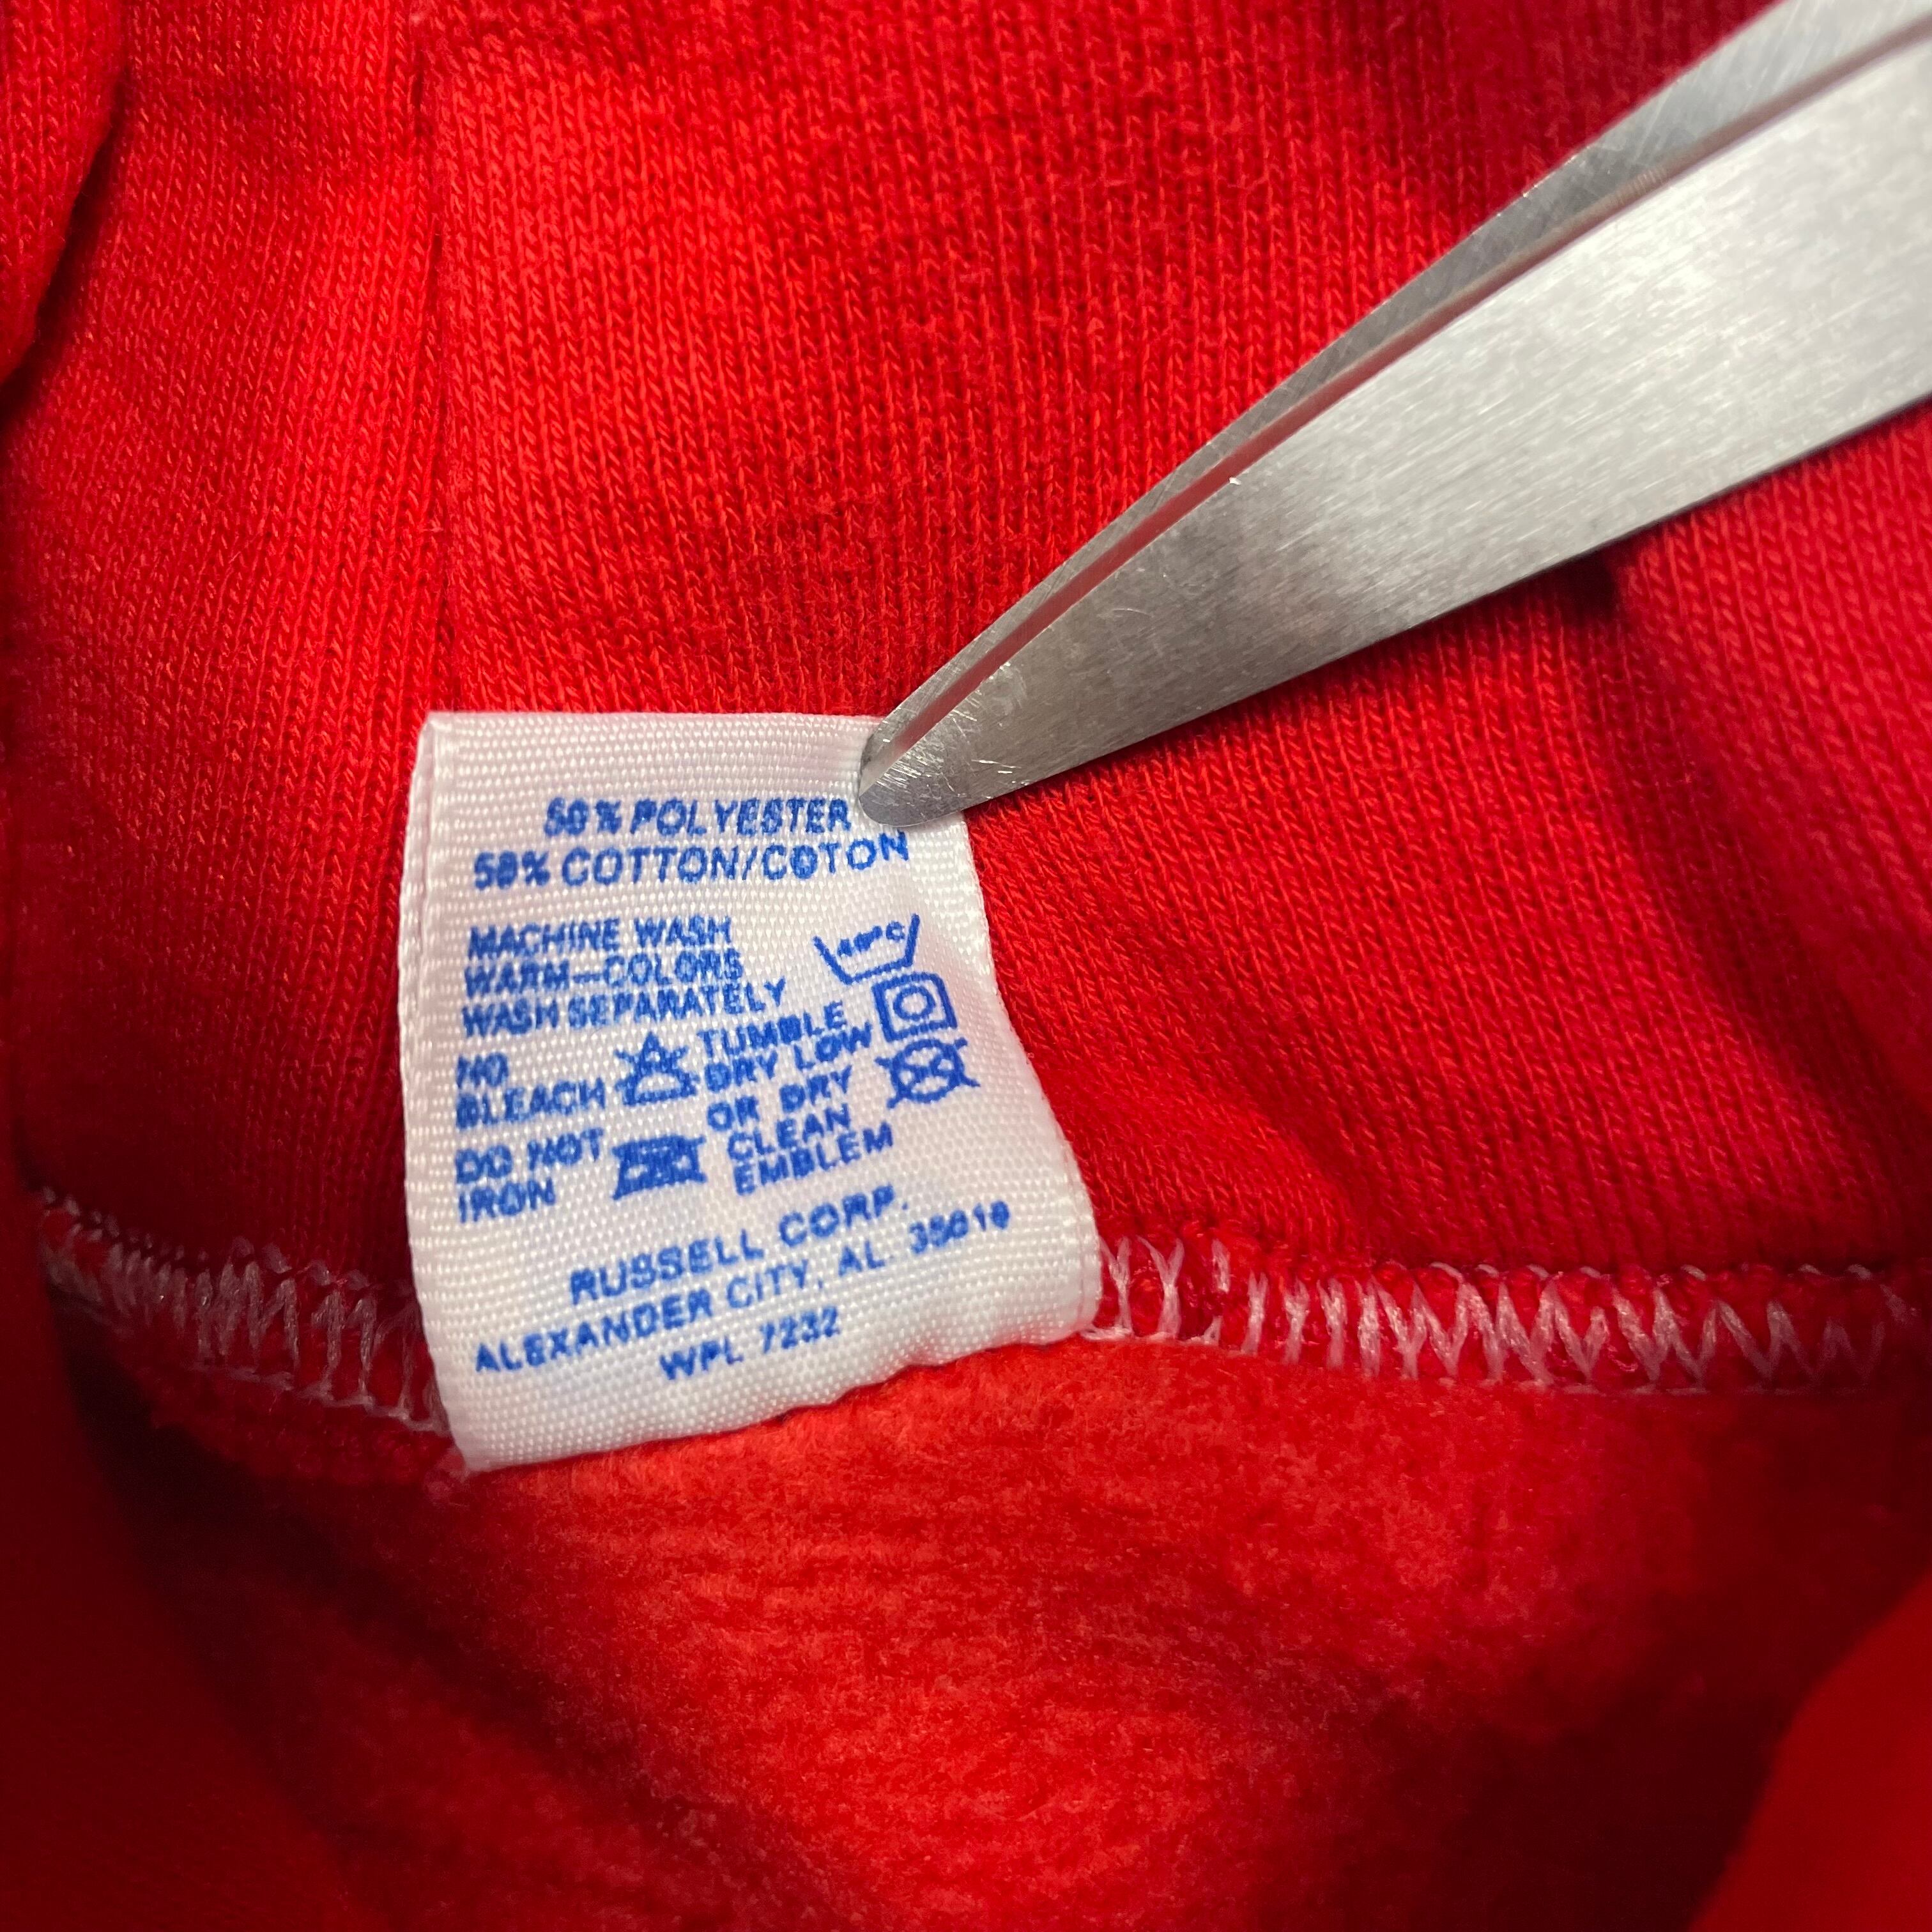 50% POLYESTER
50% COTTON/COTON
MACHINE WASH
WARM—COLORS
WASH SEPARATELY
40°C
NO
BLEACH
TUMBLE
DRY LOW
OR DRY
CLEAN
EMBLEM
DO NOT
IRON
RUSSELL CORP.
ALEXANDER CITY, AL. 35010
WPL 7232